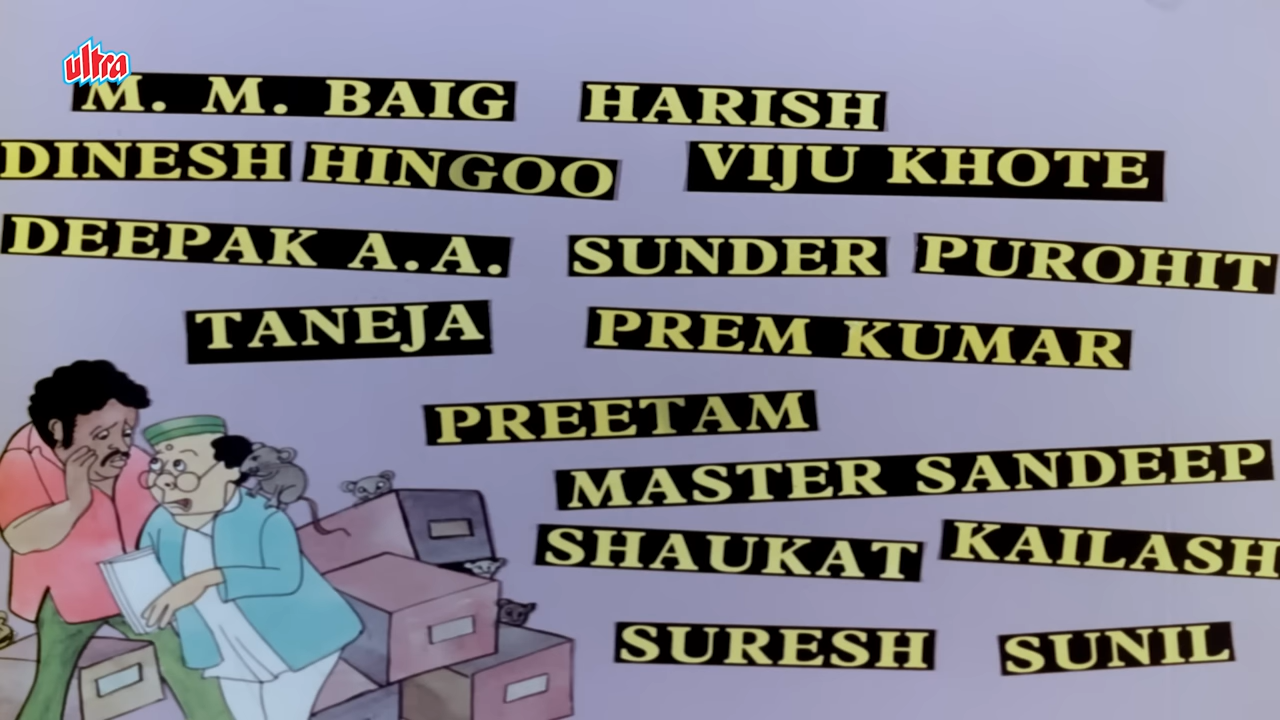 ultra
M. M. BAIG HARISH
DINESH HINGOO VIJU KHOTE
DEEPAK A.A. SUNDER PUROHIT
TANEJA PREM KUMAR
PREETAM
MASTER SANDEEP
SHAUKAT KAILASH
SURESH SUNIL